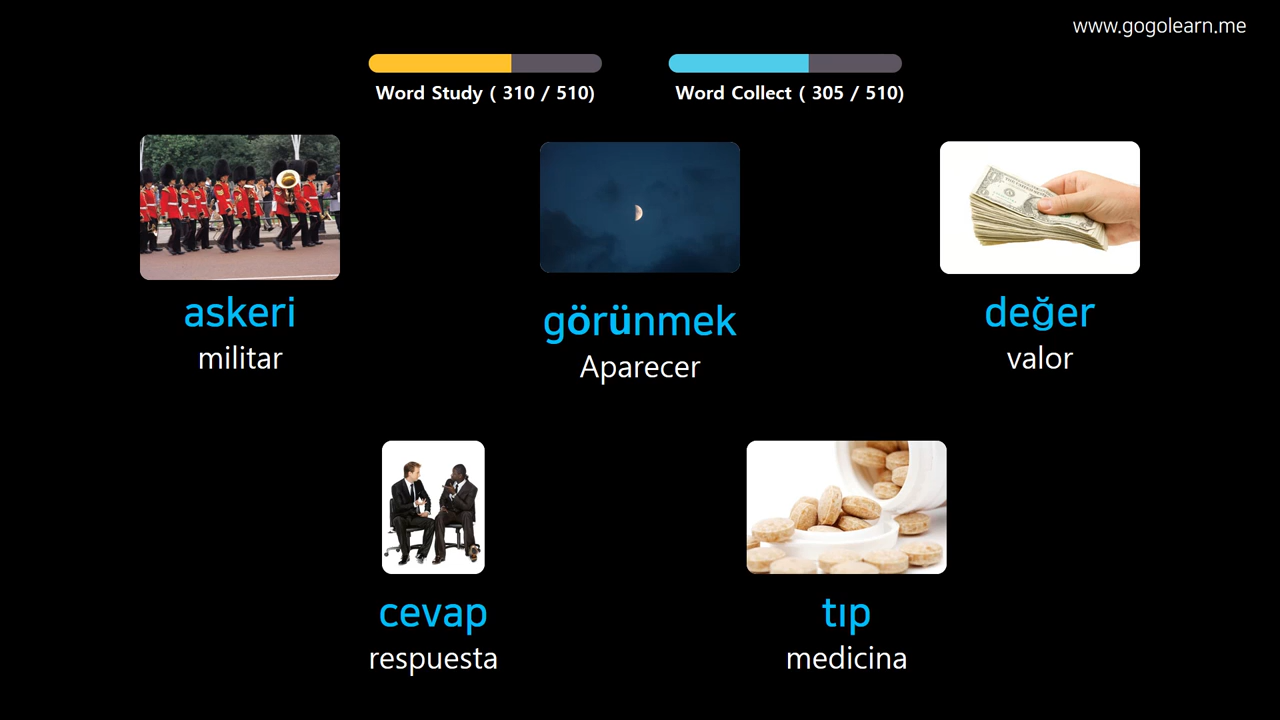 www.gogolearn.me
Word Study ( 310 / 510)
Word Collect ( 305 / 510)
askeri
militar
görünmek
Aparecer
değer
valor
cevap
respuesta
tıp
medicina